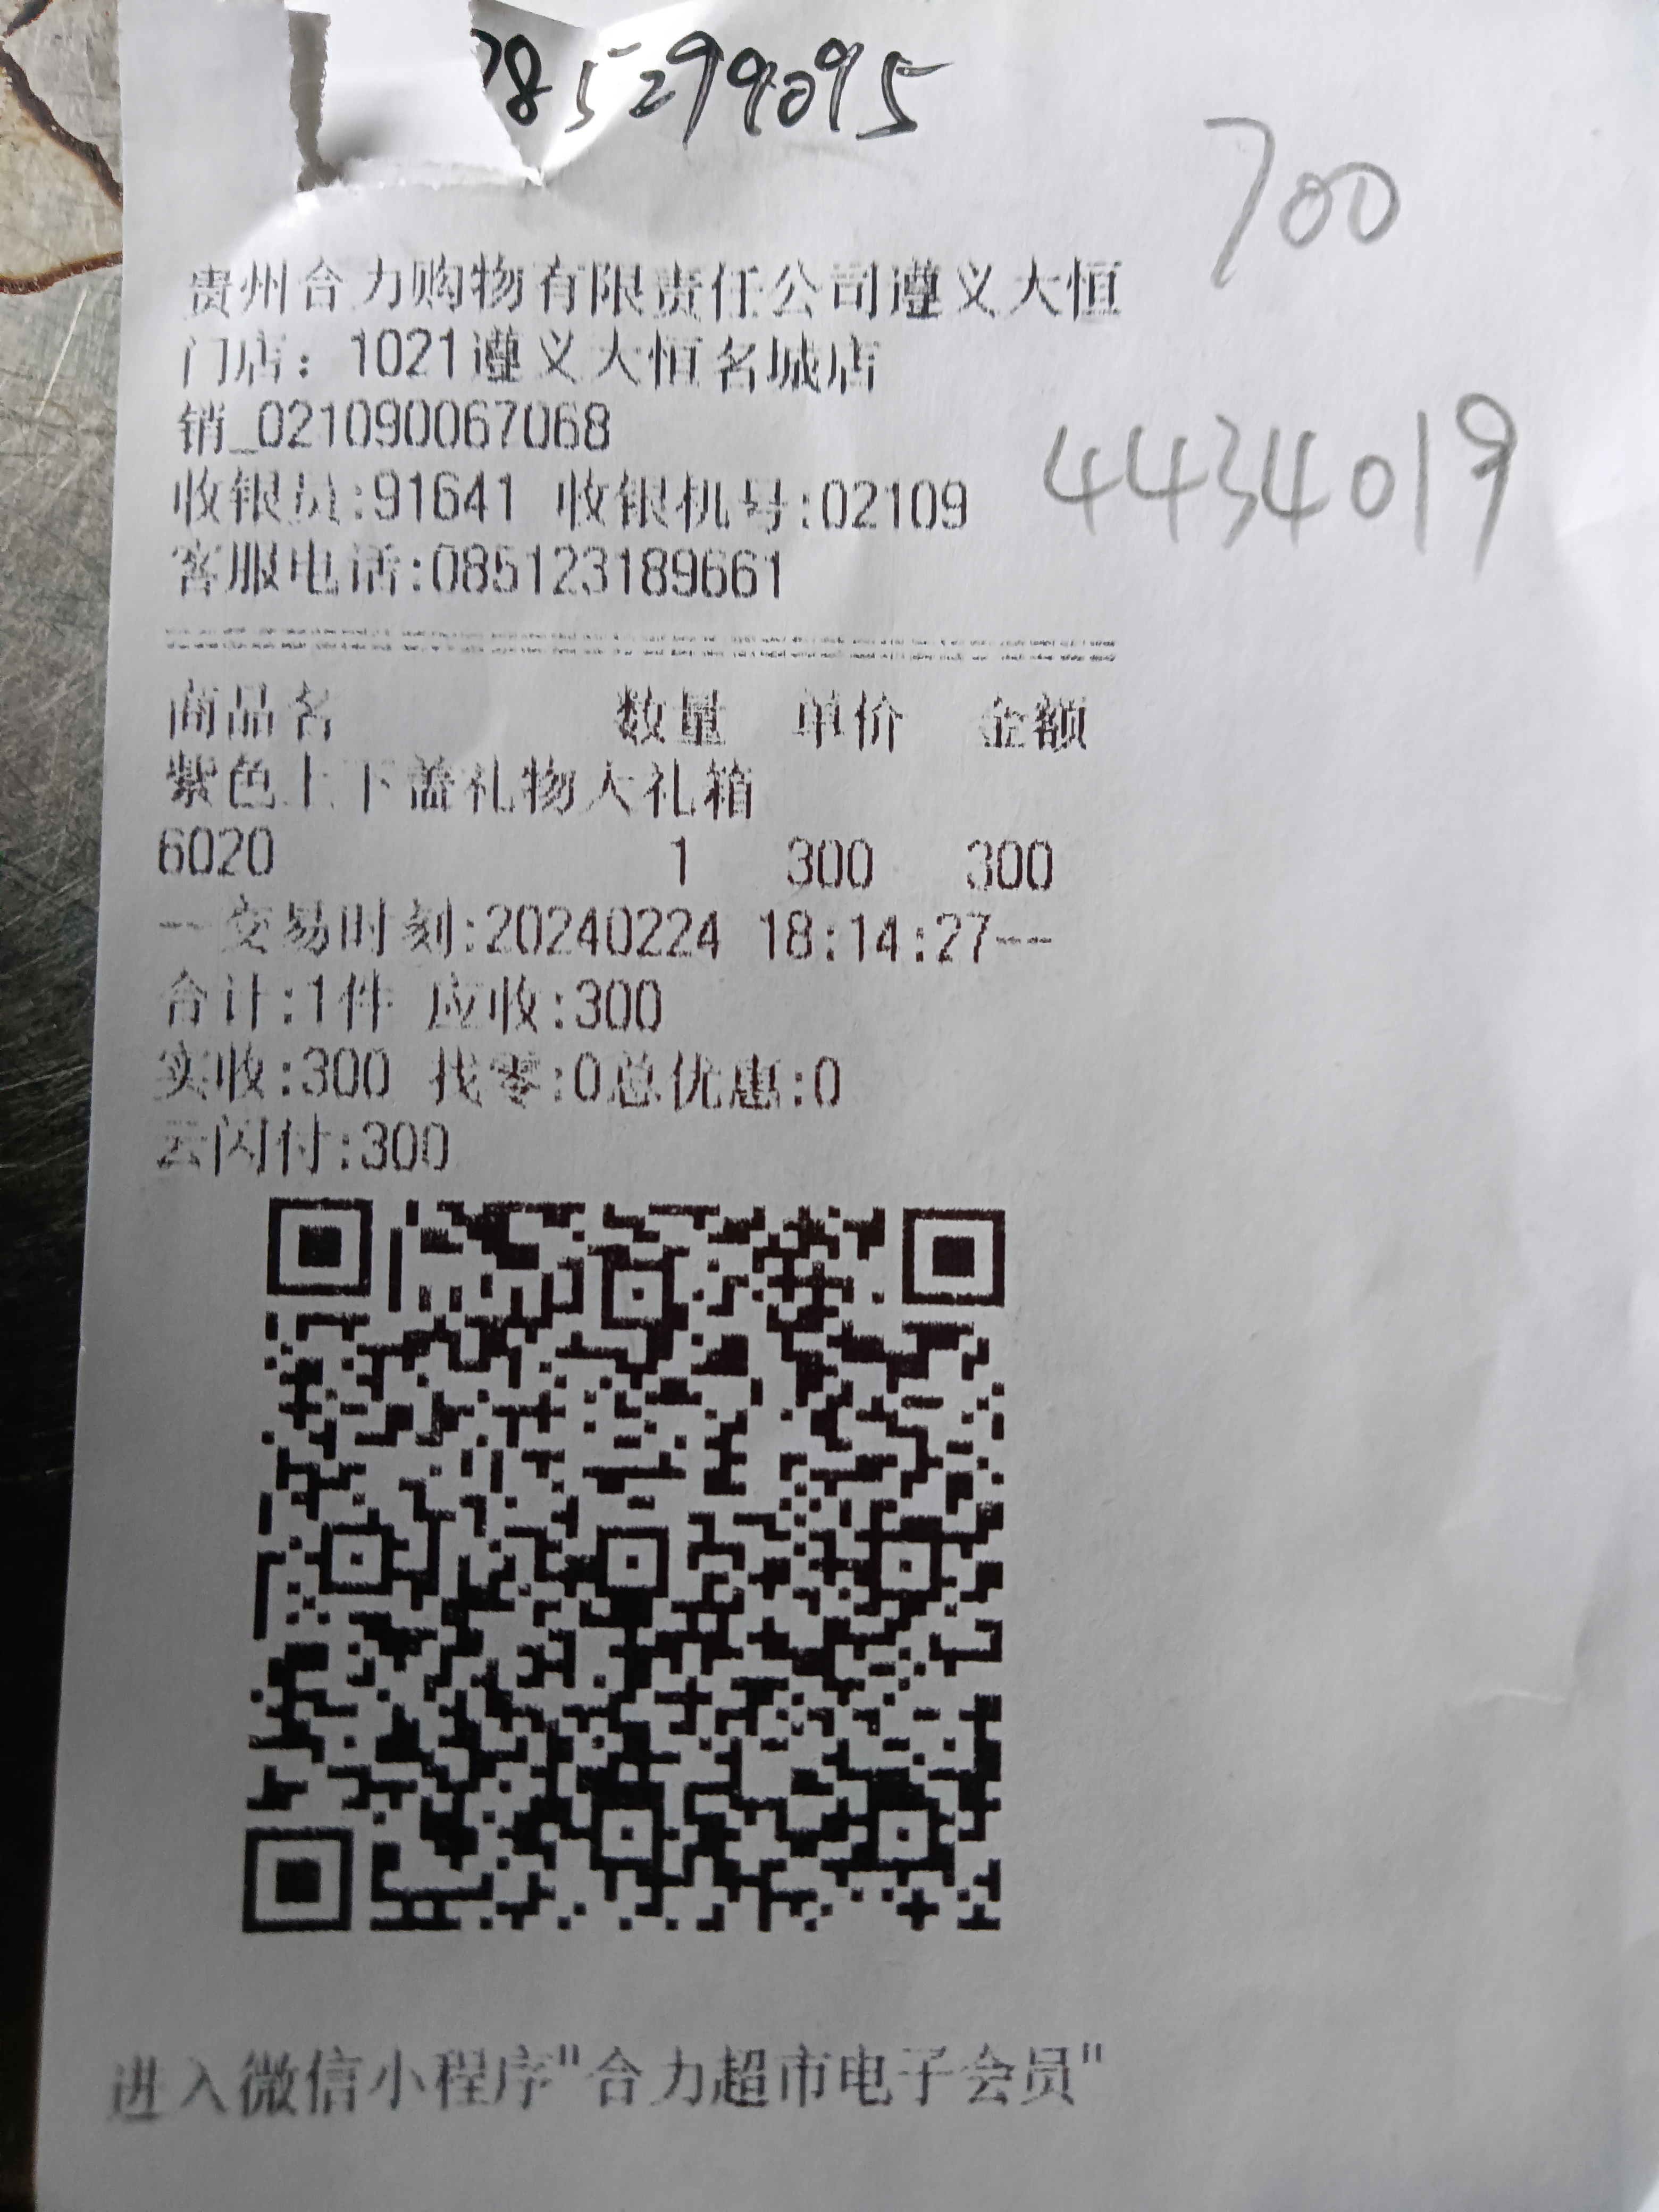 785299095
700
贵州合力购物有限责任公司遵义大恒
门店：1021遵义大恒名城店
销_021090067068
4434019
收银员:91641 收银机号:02109
客服电话:085123189661
商品名 数量 单价 金额
紫色上下盖礼物大礼箱
6020 1 300 300
--交易时刻:20240224 18:14:27--
合计:1件 应收:300
实收:300 找零:0总优惠:0
云闪付:300
进入微信小程序"合力超市电子会员"